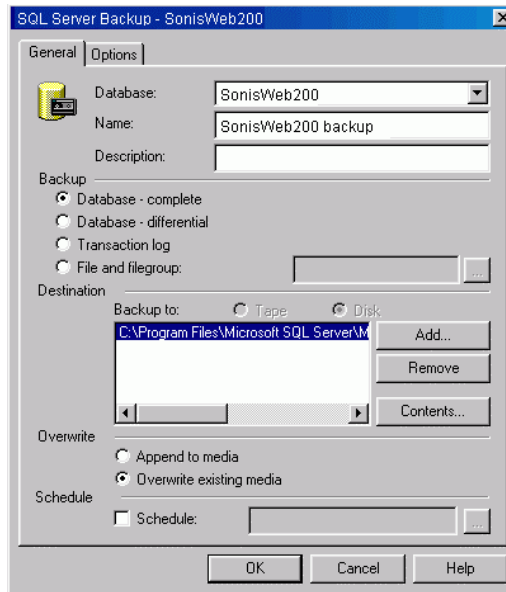 SQL Server Backup - SonisWeb200
General
Options
Database:
SonisWeb200
Name:
SonisWeb200 backup
Description:
Backup
Database - complete
Database - differential
Transaction log
File and filegroup:
...
Destination
Backup to:
Tape
Disk
C:\Program Files\Microsoft SQL Server\M
Add...
Remove
Contents...
Overwrite
Append to media
Overwrite existing media
Schedule
Schedule:
...
OK
Cancel
Help